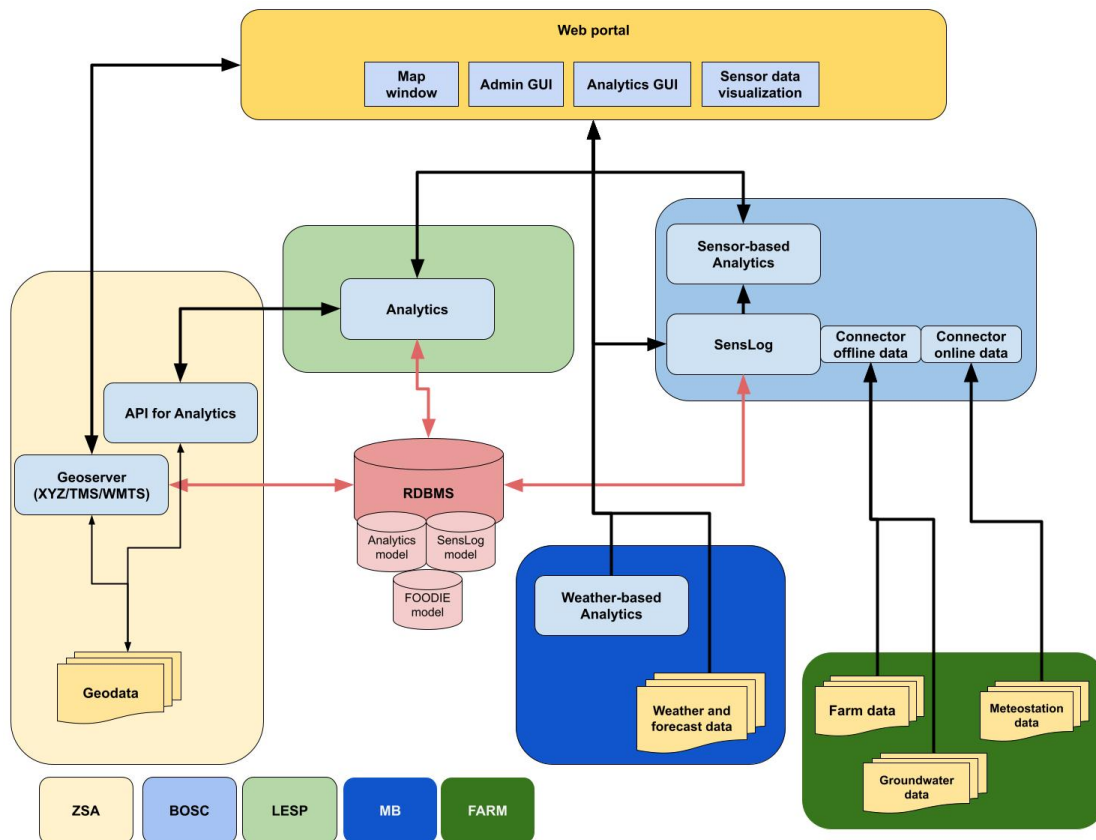 Web portal
Map
window
Admin GUI
Analytics GUI
Sensor data
visualization
Sensor-based
Analytics
Analytics
SensLog
Connector
offline data
Connector
online data
API for Analytics
Geoserver
(XYZ/TMS/WMTS)
RDBMS
Analytics
model
SensLog
model
FOODIE
model
Weather-based
Analytics
Geodata
Weather and
forecast data
Farm data
Meteostation
data
Groundwater
data
ZSA
BOSC
LESP
MB
FARM